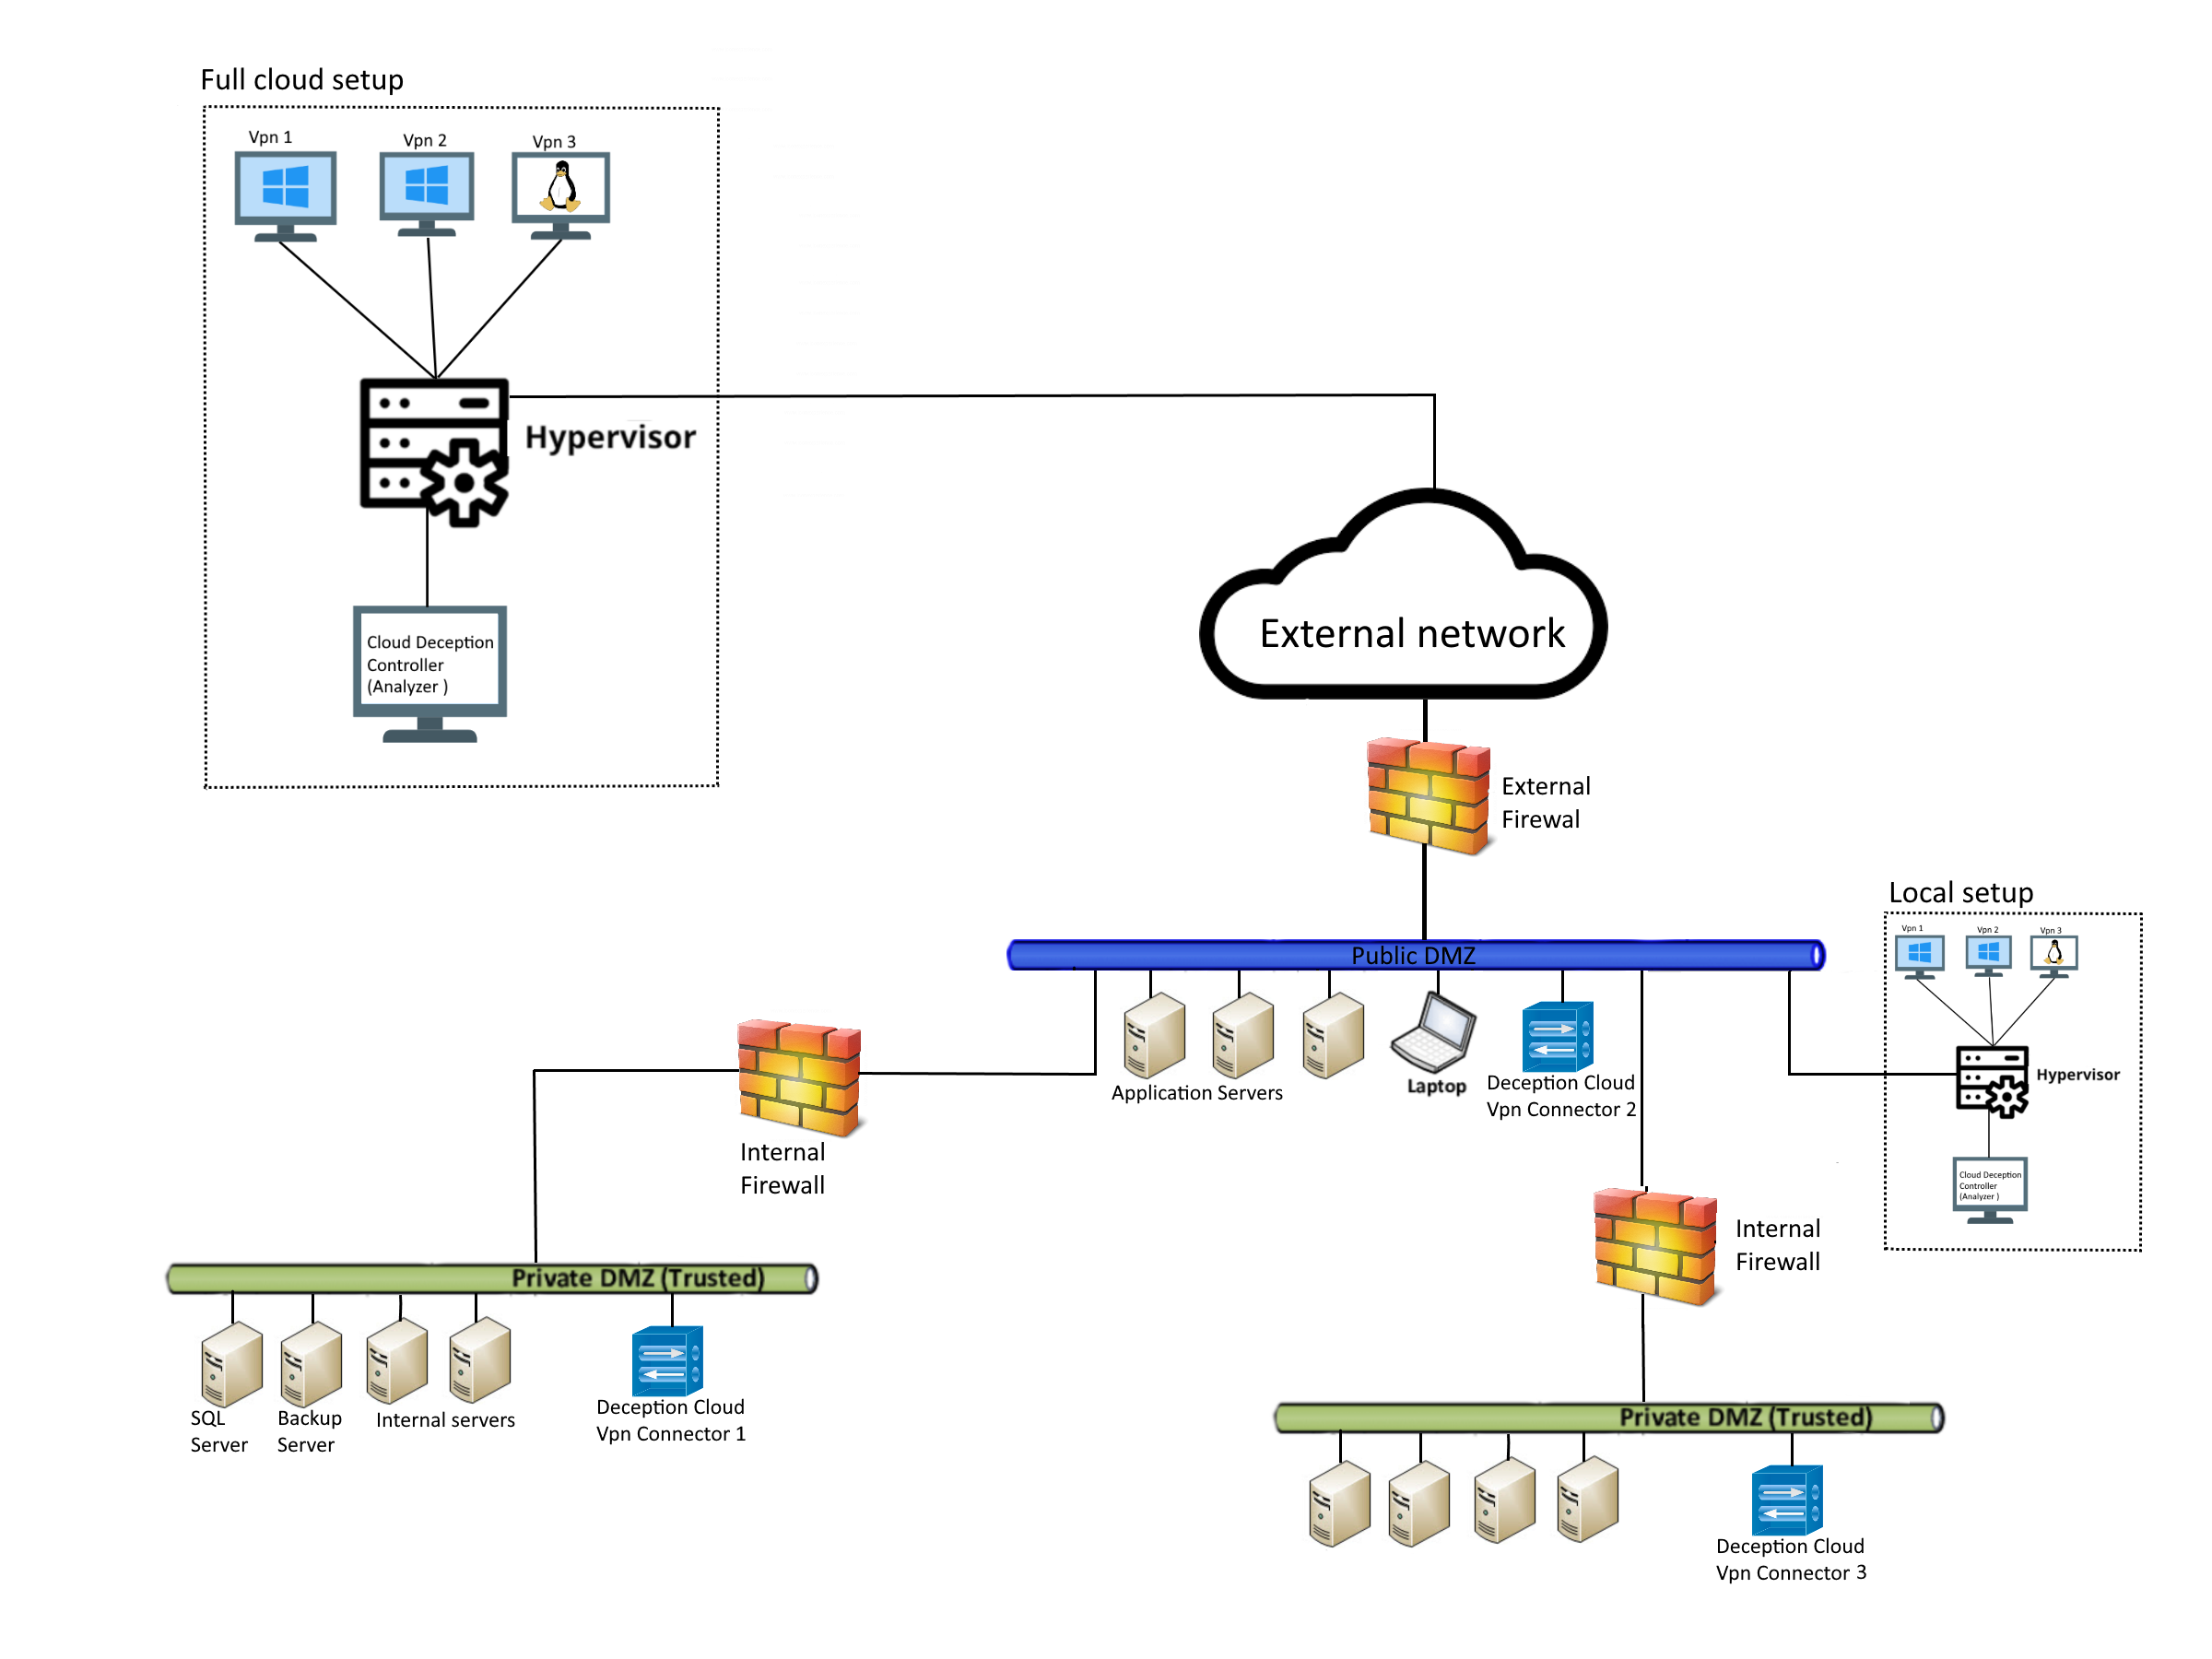 Full cloud setup
Vpn 1
Vpn 2
Vpn 3
Hypervisor
Cloud Deception
Controller
(Analyzer )
External network
External
Firewal
Public DMZ
Application Servers
Laptop
Deception Cloud
Vpn Connector 2
Local setup
Vpn 1
Vpn 2
Vpn 3
Hypervisor
Cloud Deception
Controller
(Analyzer )
Internal
Firewall
Internal
Firewall
Private DMZ (Trusted)
SQL
Server
Backup
Server
Internal servers
Deception Cloud
Vpn Connector 1
Private DMZ (Trusted)
Deception Cloud
Vpn Connector 3